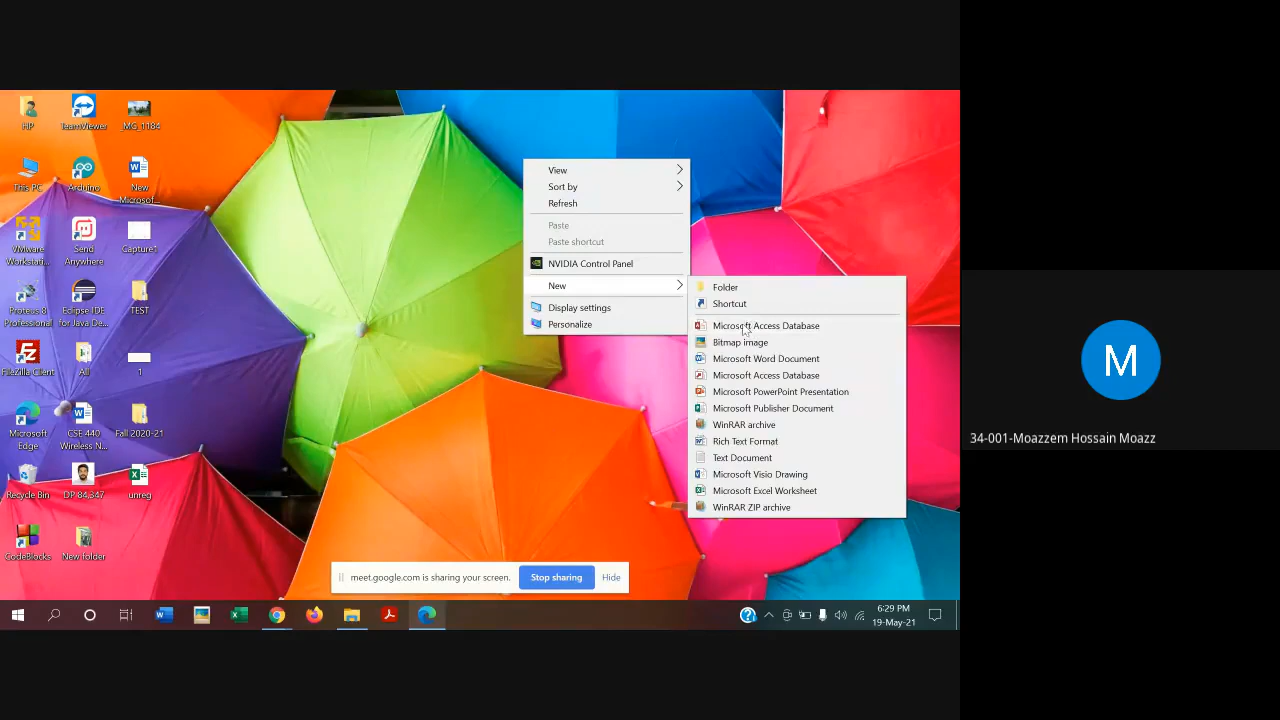 HP
TeamViewer
_MG_1184
This PC
Arduino
New
Microsof...
VMware
Workstati...
Send
Anywhere
Capture1
Proteus 8
Professional
Eclipse IDE
for Java De...
TEST
FileZilla Client
All
1
Microsoft
Edge
CSE 440
Wireless N...
Fall 2020-21
Recycle Bin
DP 84,347
unreg
CodeBlocks
New folder
View
Sort by
Refresh
Paste
Paste shortcut
NVIDIA Control Panel
New
Display settings
Personalize
Folder
Shortcut
Microsoft Access Database
Bitmap image
Microsoft Word Document
Microsoft Access Database
Microsoft PowerPoint Presentation
Microsoft Publisher Document
WinRAR archive
Rich Text Format
Text Document
Microsoft Visio Drawing
Microsoft Excel Worksheet
WinRAR ZIP archive
meet.google.com is sharing your screen.
Stop sharing
Hide
6:29 PM
19-May-21
M
34-001-Moazzem Hossain Moazz